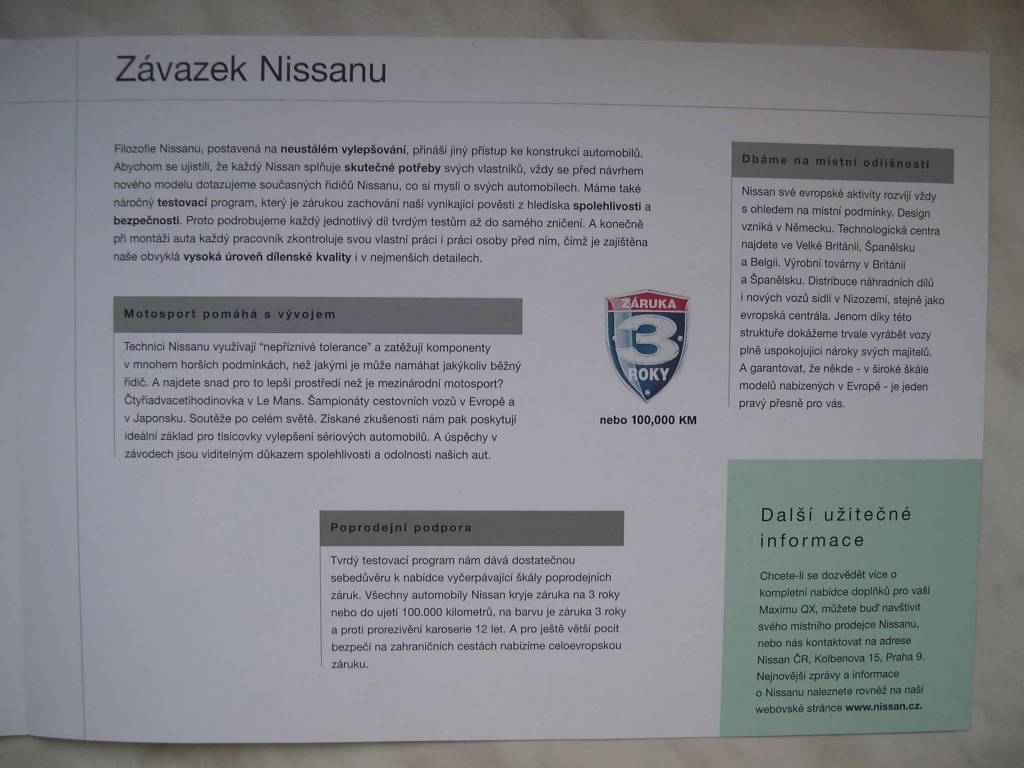 Závazek Nissanu
Filozofie Nissanu, postavená na neustálém vylepšování, přináší jiný přístup ke konstrukci automobilů.
Abychom se ujistili, že každý Nissan splňuje skutečné potřeby svých vlastníků, vždy se před návrhem
nového modelu dotazujeme současných řidičů Nissanu, co si myslí o svých automobilech. Máme také
náročný testovací program, který je zárukou zachování naší vynikající pověsti z hlediska spolehlivosti a
bezpečnosti. Proto podrobujeme každý jednotlivý díl tvrdým testům až do samého zničení. A konečně
při montáži auta každý pracovník zkontroluje svou vlastní práci i práci osoby před ním, čímž je zajištěna
naše obvyklá vysoká úroveň dílenské kvality i v nejmenších detailech.
Motosport pomáhá s vývojem
Technici Nissanu využívají “nepříznivé tolerance” a zatěžují komponenty
v mnohem horších podmínkách, než jakými je může namáhat jakýkoliv běžný
řidič. A najdete snad pro to lepší prostředí než je mezinárodní motosport?
Čtyřiadvacetihodinovka v Le Mans. Šampionáty cestovních vozů v Evropě a
v Japonsku. Soutěže po celém světě. Získané zkušenosti nám pak poskytují
ideální základ pro tisícovky vylepšení sériových automobilů. A úspěchy v
závodech jsou viditelným důkazem spolehlivosti a odolnosti našich aut.
ZÁRUKA
3
ROKY
nebo 100,000 KM
Poprodejní podpora
Tvrdý testovací program nám dává dostatečnou
sebedůvěru k nabídce vyčerpávající škály poprodejních
záruk. Všechny automobily Nissan kryje záruka na 3 roky
nebo do ujetí 100.000 kilometrů, na barvu je záruka 3 roky
a proti prorezivění karoserie 12 let. A pro ještě větší pocit
bezpečí na zahraničních cestách nabízíme celoevropskou
záruku.
Dbáme na místní odlišnosti
Nissan své evropské aktivity rozvíjí vždy
s ohledem na místní podmínky. Design
vzniká v Německu. Technologická centra
najdete ve Velké Británii, Španělsku
a Belgii. Výrobní továrny v Británii
a Španělsku. Distribuce náhradních dílů
i nových vozů sídlí v Nizozemí, stejně jako
evropská centrála. Jenom díky této
struktuře dokážeme trvale vyrábět vozy
plně uspokojující nároky svých majitelů.
A garantovat, že někde - v široké škále
modelů nabízených v Evropě - je jeden
pravý přesně pro vás.
Další užitečné
informace
Chcete-li se dozvědět více o
kompletní nabídce doplňků pro vaši
Maximu QX, můžete buď navštívit
svého místního prodejce Nissanu,
nebo nás kontaktovat na adrese
Nissan ČR, Kolbenova 15, Praha 9.
Nejnovější zprávy a informace
o Nissanu naleznete rovněž na naší
webovské stránce www.nissan.cz.